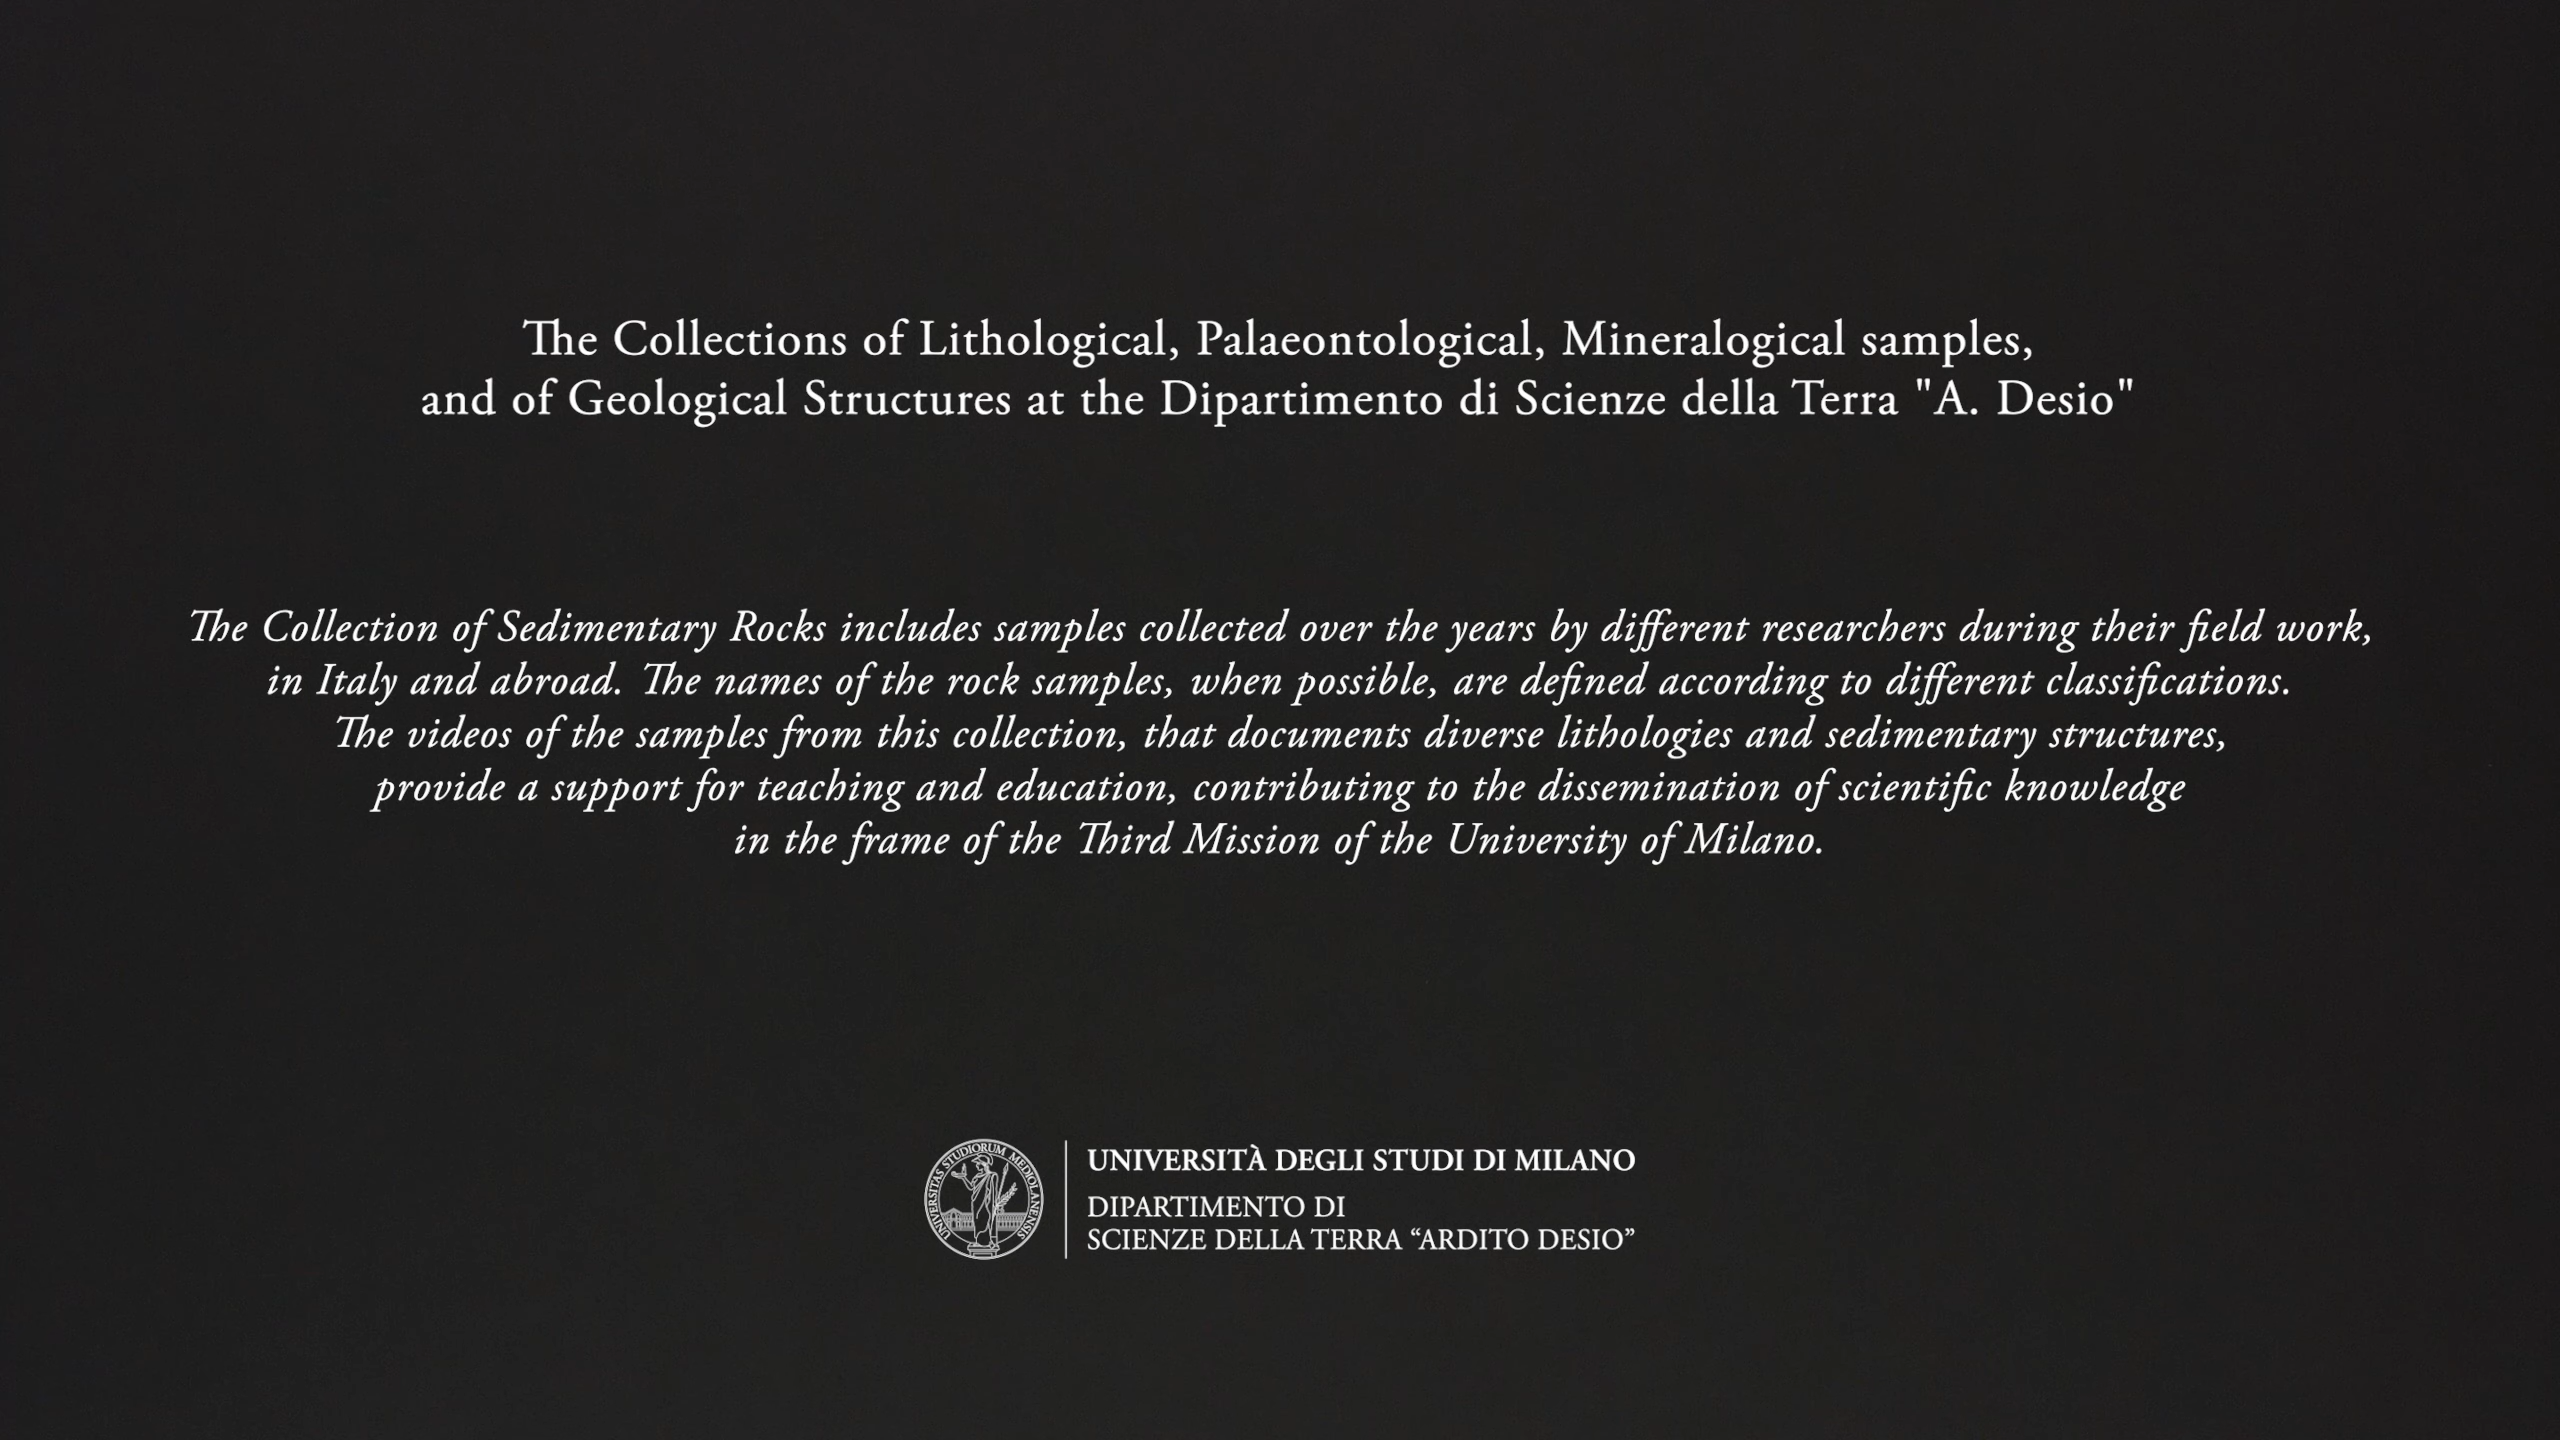 The Collections of Lithological, Palaeontological, Mineralogical samples,
and of Geological Structures at the Dipartimento di Scienze della Terra "A. Desio"
The Collection of Sedimentary Rocks includes samples collected over the years by different researchers during their field work,
in Italy and abroad. The names of the rock samples, when possible, are defined according to different classifications.
The videos of the samples from this collection, that documents diverse lithologies and sedimentary structures,
provide a support for teaching and education, contributing to the dissemination of scientific knowledge
in the frame of the Third Mission of the University of Milano.
UNIVERSITAS STUDIORUM MEDIOLANENSIS
UNIVERSITÀ DEGLI STUDI DI MILANO
DIPARTIMENTO DI
SCIENZE DELLA TERRA “ARDITO DESIO”